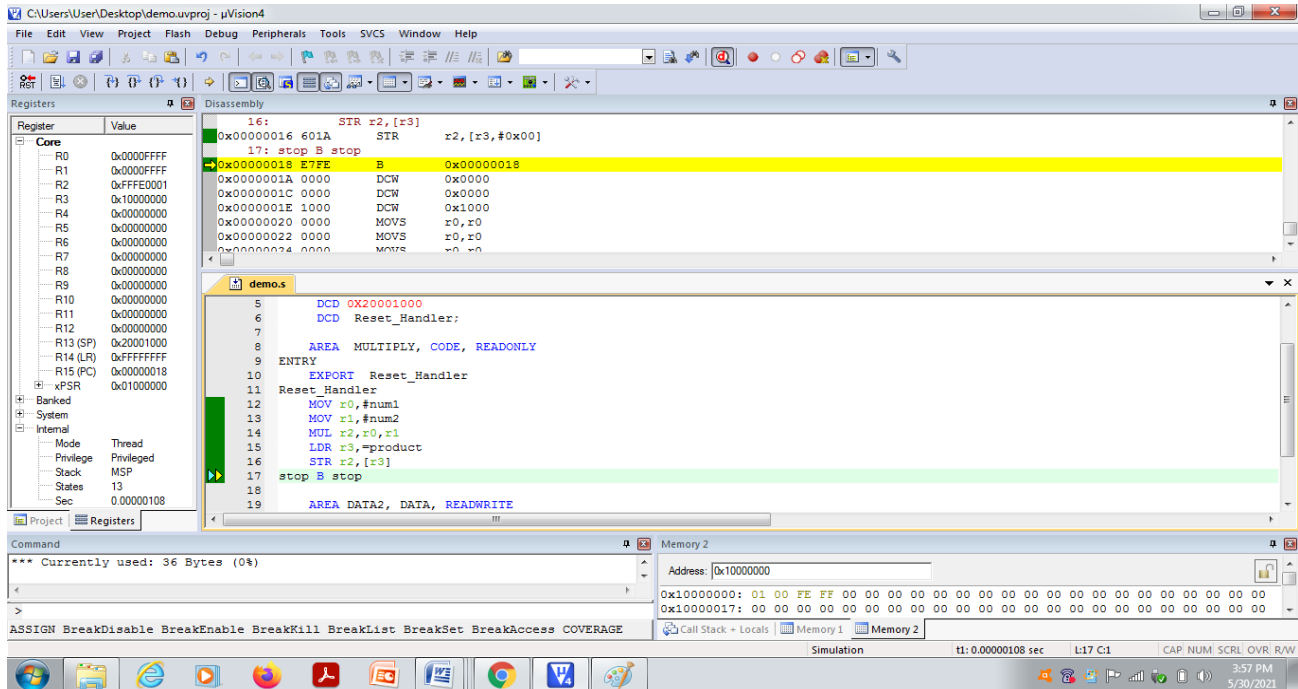 C:\Users\User\Desktop\demo.uvproj - µVision4
File Edit View Project Flash Debug Peripherals Tools SVCS Window Help
RST
Registers
Register Value
Core
R0 0x0000FFFF
R1 0x0000FFFF
R2 0xFFFE0001
R3 0x10000000
R4 0x00000000
R5 0x00000000
R6 0x00000000
R7 0x00000000
R8 0x00000000
R9 0x00000000
R10 0x00000000
R11 0x00000000
R12 0x00000000
R13 (SP) 0x20001000
R14 (LR) 0xFFFFFFFF
R15 (PC) 0x00000018
xPSR 0x01000000
Banked
System
Internal
Mode Thread
Privilege Privileged
Stack MSP
States 13
Sec 0.00000108
Project Registers
Disassembly
16: STR r2,[r3]
0x00000016 601A STR r2,[r3,#0x00]
17: stop B stop
0x00000018 E7FE B 0x00000018
0x0000001A 0000 DCW 0x0000
0x0000001C 0000 DCW 0x0000
0x0000001E 1000 DCW 0x1000
0x00000020 0000 MOVS r0,r0
0x00000022 0000 MOVS r0,r0
0x00000024 0000 MOVS r0,r0
demo.s
5 DCD 0X20001000
6 DCD Reset_Handler;
7
8 AREA MULTIPLY, CODE, READONLY
9 ENTRY
10 EXPORT Reset_Handler
11 Reset_Handler
12 MOV r0,#num1
13 MOV r1,#num2
14 MUL r2,r0,r1
15 LDR r3,=product
16 STR r2,[r3]
17 stop B stop
18
19 AREA DATA2, DATA, READWRITE
Command
*** Currently used: 36 Bytes (0%)
>
ASSIGN BreakDisable BreakEnable BreakKill BreakList BreakSet BreakAccess COVERAGE
Memory 2
Address: 0x10000000
0x10000000: 01 00 FE FF 00 00 00 00 00 00 00 00 00 00 00 00 00 00 00 00 00 00 00
0x10000017: 00 00 00 00 00 00 00 00 00 00 00 00 00 00 00 00 00 00 00 00 00 00 00
Call Stack + Locals Memory 1 Memory 2
Simulation t1: 0.00000108 sec L:17 C:1 CAP NUM SCRL OVR R/W
3:57 PM
5/30/2021